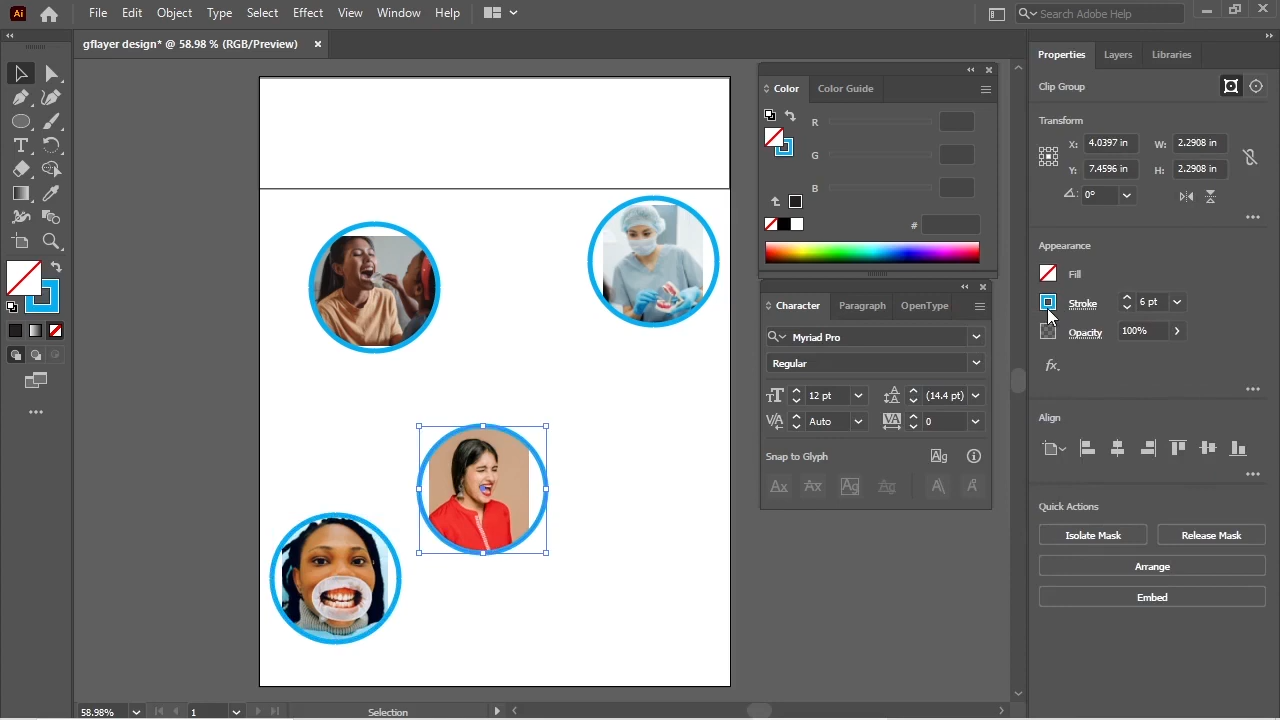 Ai
File Edit Object Type Select Effect View Window Help
Search Adobe Help
gflayer design* @ 58.98 % (RGB/Preview)
Color
Color Guide
R
G
B
#
Character
Paragraph
OpenType
Myriad Pro
Regular
12 pt
(14.4 pt)
Auto
0
Snap to Glyph
Properties
Layers
Libraries
Clip Group
Transform
X: 4.0397 in
W: 2.2908 in
Y: 7.4596 in
H: 2.2908 in
0°
Appearance
Fill
Stroke
6 pt
Opacity
100%
fx.
Align
Quick Actions
Isolate Mask
Release Mask
Arrange
Embed
58.98%
1
Selection